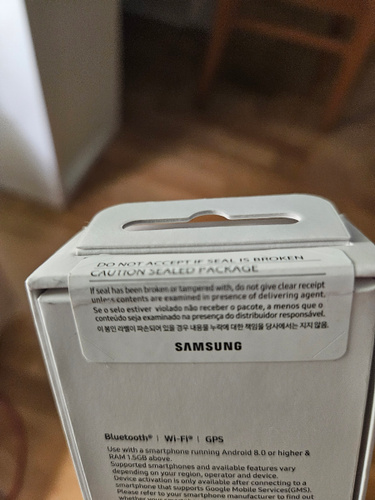 DO NOT ACCEPT IF SEAL IS BROKEN
CAUTION SEALED PACKAGE
If seal has been broken or tampered with, do not give clear receipt
unless contents are examined in presence of delivering agent.
Se o selo estiver violado não receber o pacote, a menos que o
conteúdo seja examinado na presença do distribuidor responsável.
이 봉인 라벨이 파손되어 있을 경우 내용물 누락에 대한 책임을 당사에서는 지지 않음.
SAMSUNG
Bluetooth® | Wi-Fi® | GPS
Use with a smartphone running Android 8.0 or higher &
RAM 1.5GB above.
Supported smartphones and available features vary
depending on your region, operator and device.
Device activation is only available after connecting to a
smartphone that supports Google Mobile Services(GMS).
Please refer to your smartphone manufacturer to find out
whether your